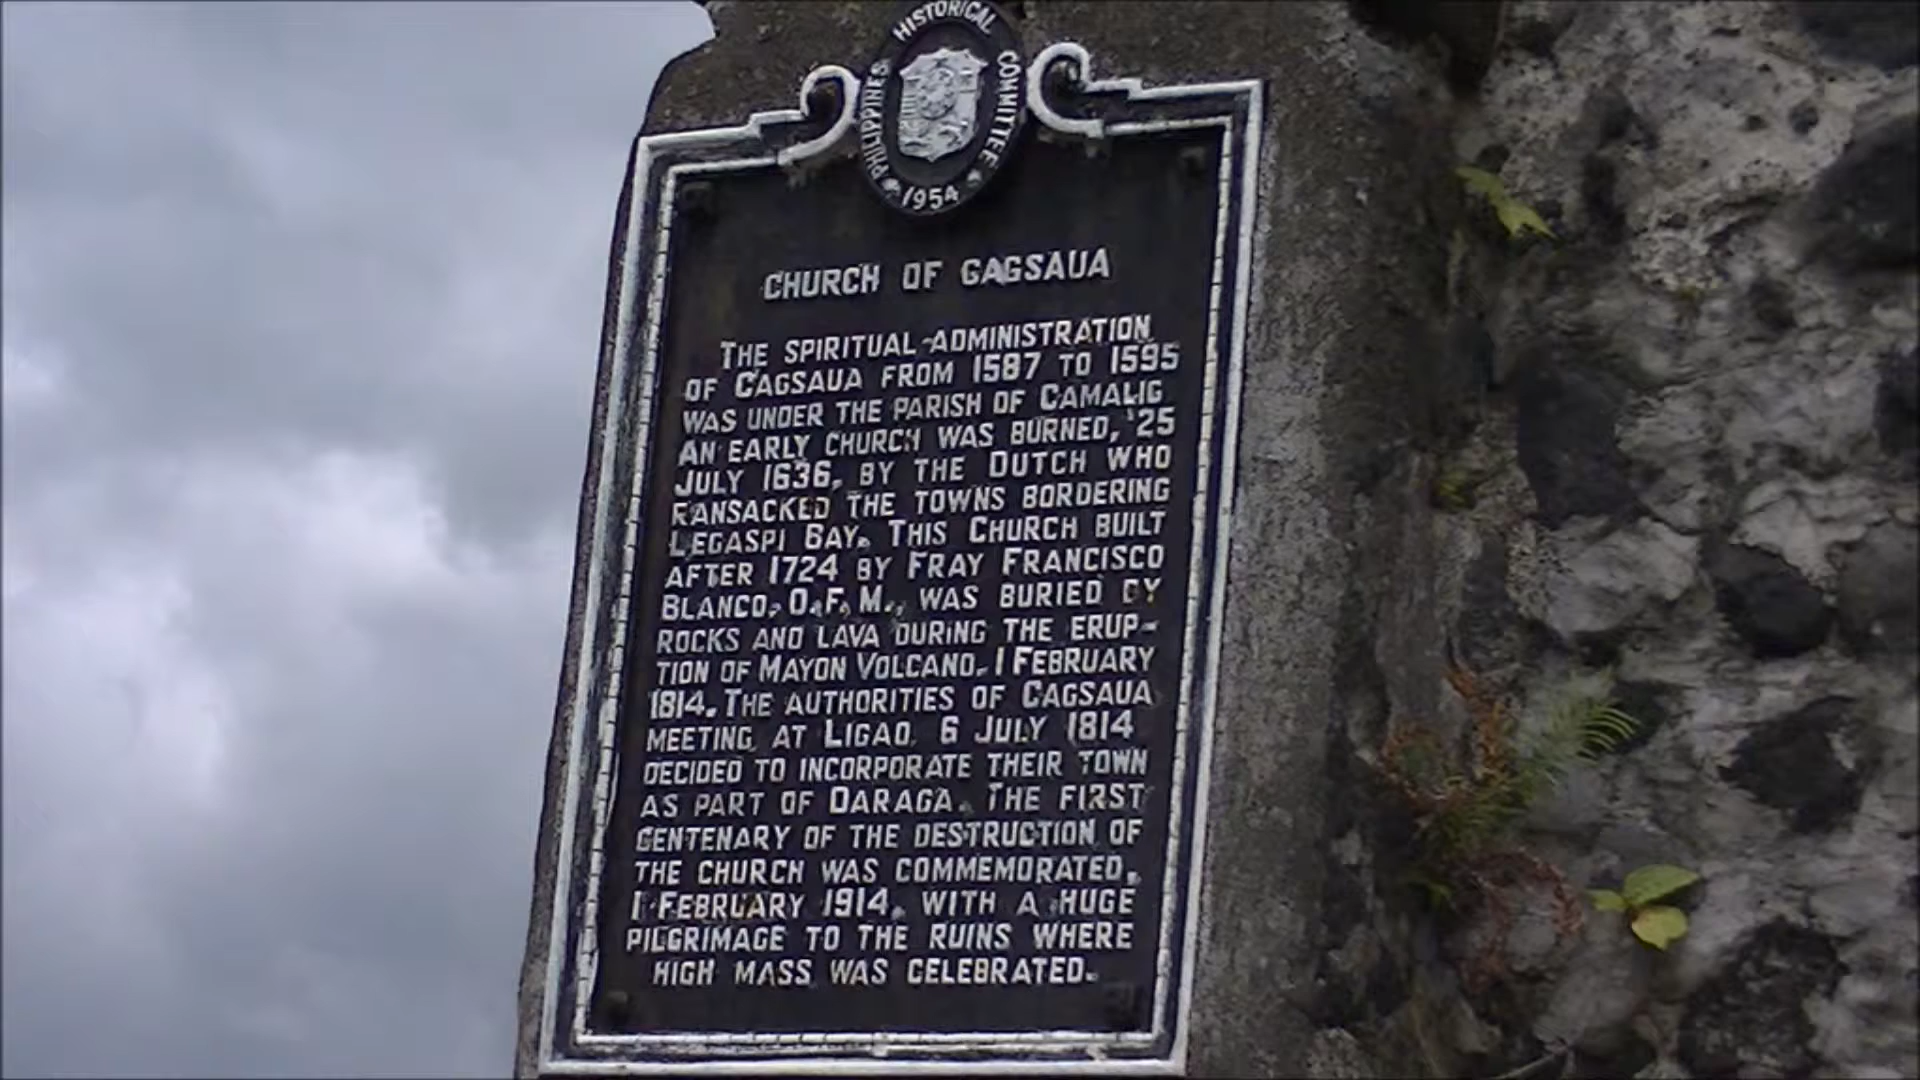 PHILIPPINES HISTORICAL COMMITTEE
1954
CHURCH OF CAGSAUA
THE SPIRITUAL ADMINISTRATION
OF CAGSAUA FROM 1587 TO 1595
WAS UNDER THE PARISH OF CAMALIG
AN EARLY CHURCH WAS BURNED, 25
JULY 1636, BY THE DUTCH WHO
RANSACKED THE TOWNS BORDERING
LEGASPI BAY. THIS CHURCH BUILT
AFTER 1724 BY FRAY FRANCISCO
BLANCO, O.F.M., WAS BURIED BY
ROCKS AND LAVA DURING THE ERUP-
TION OF MAYON VOLCANO, 1 FEBRUARY
1814. THE AUTHORITIES OF CAGSAUA
MEETING AT LIGAO, 6 JULY 1814
DECIDED TO INCORPORATE THEIR TOWN
AS PART OF DARAGA. THE FIRST
CENTENARY OF THE DESTRUCTION OF
THE CHURCH WAS COMMEMORATED,
1 FEBRUARY 1914, WITH A HUGE
PILGRIMAGE TO THE RUINS WHERE
HIGH MASS WAS CELEBRATED.